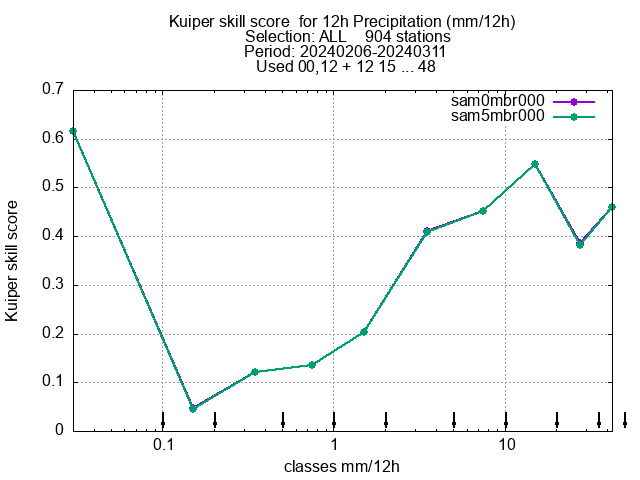 Kuiper skill score  for 12h Precipitation (mm/12h)
Selection: ALL    904 stations
Period: 20240206-20240311
Used 00,12 + 12 15 ... 48
sam0mbr000
sam5mbr000
0.7
0.6
0.5
0.4
0.3
0.2
0.1
0
Kuiper skill score
0.1 1 10
classes mm/12h